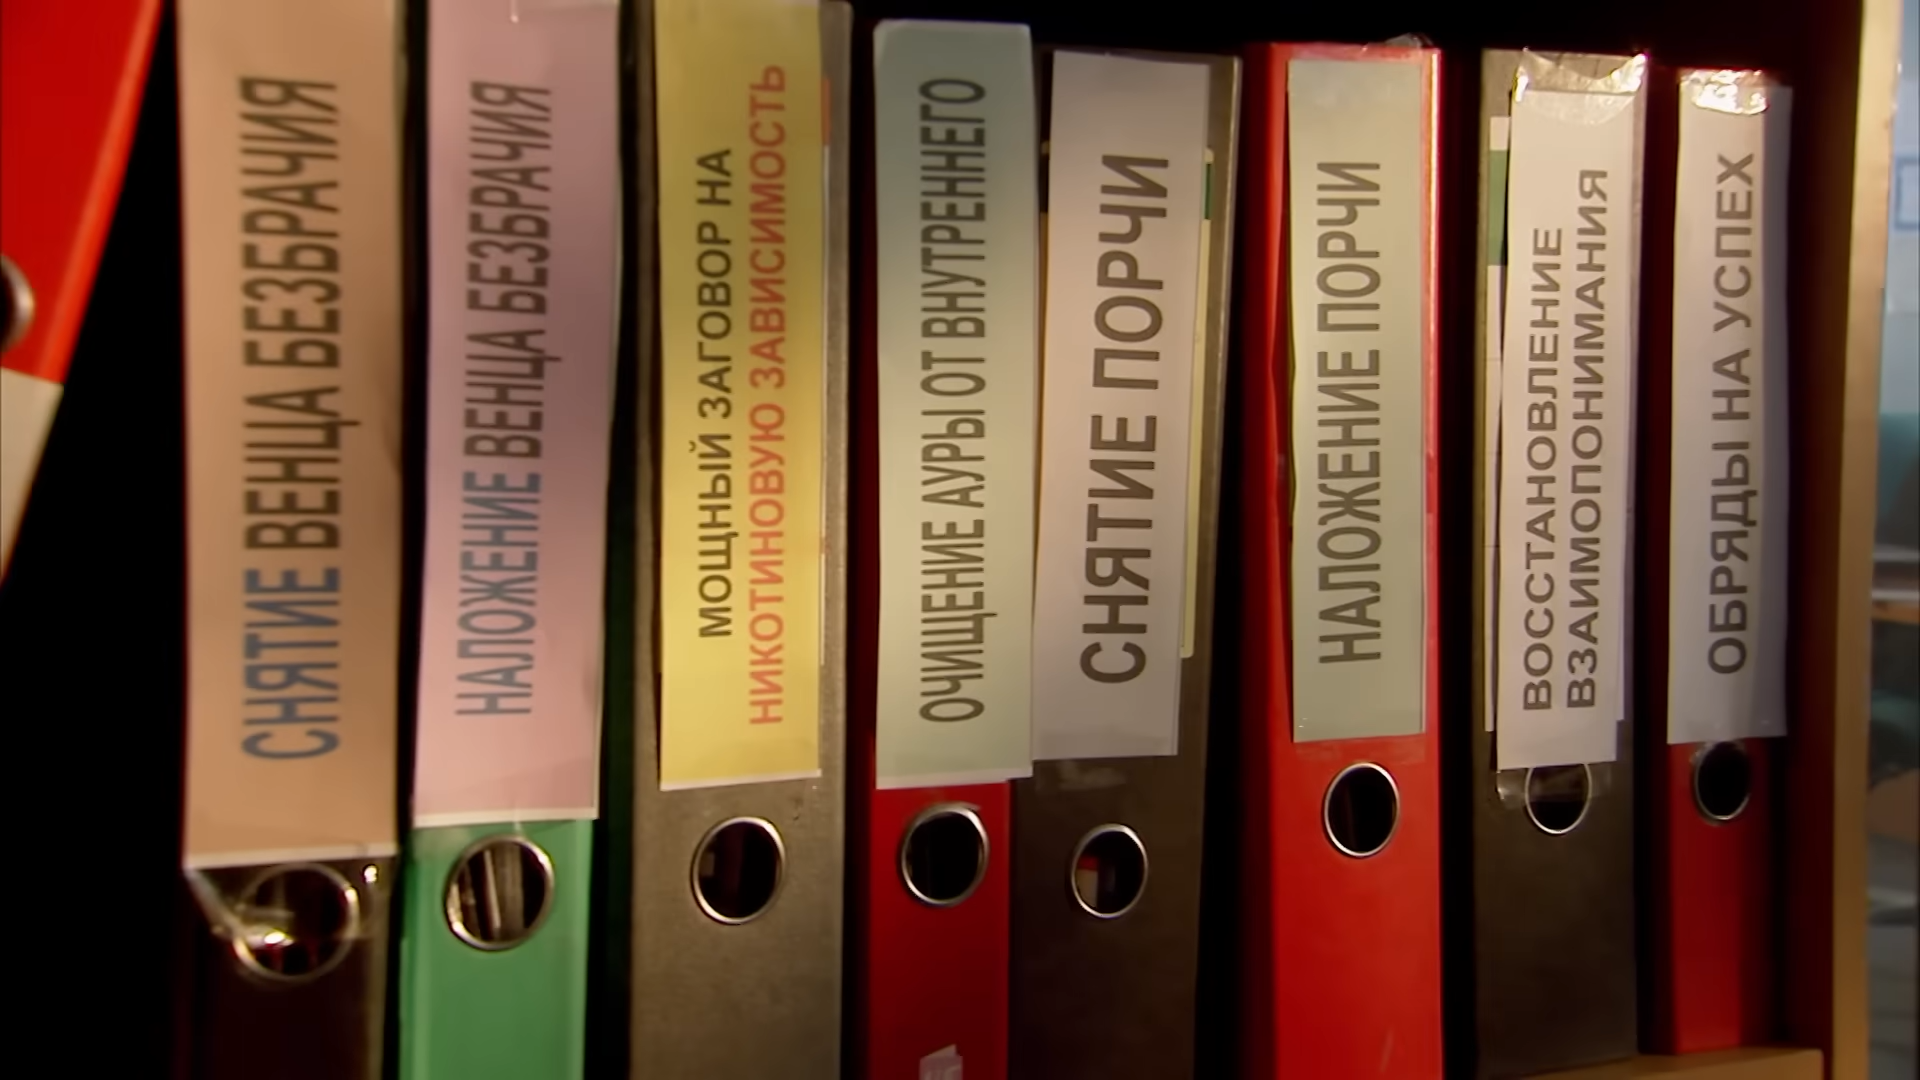 СНЯТИЕ ВЕНЦА БЕЗБРАЧИЯ
НАЛОЖЕНИЕ ВЕНЦА БЕЗБРАЧИЯ
МОЩНЫЙ ЗАГОВОР НА
НИКОТИНОВУЮ ЗАВИСИМОСТЬ
ОЧИЩЕНИЕ АУРЫ ОТ ВНУТРЕННЕГО
СНЯТИЕ ПОРЧИ
НАЛОЖЕНИЕ ПОРЧИ
ВОССТАНОВЛЕНИЕ
ВЗАИМОПОНИМАНИЯ
ОБРЯДЫ НА УСПЕХ